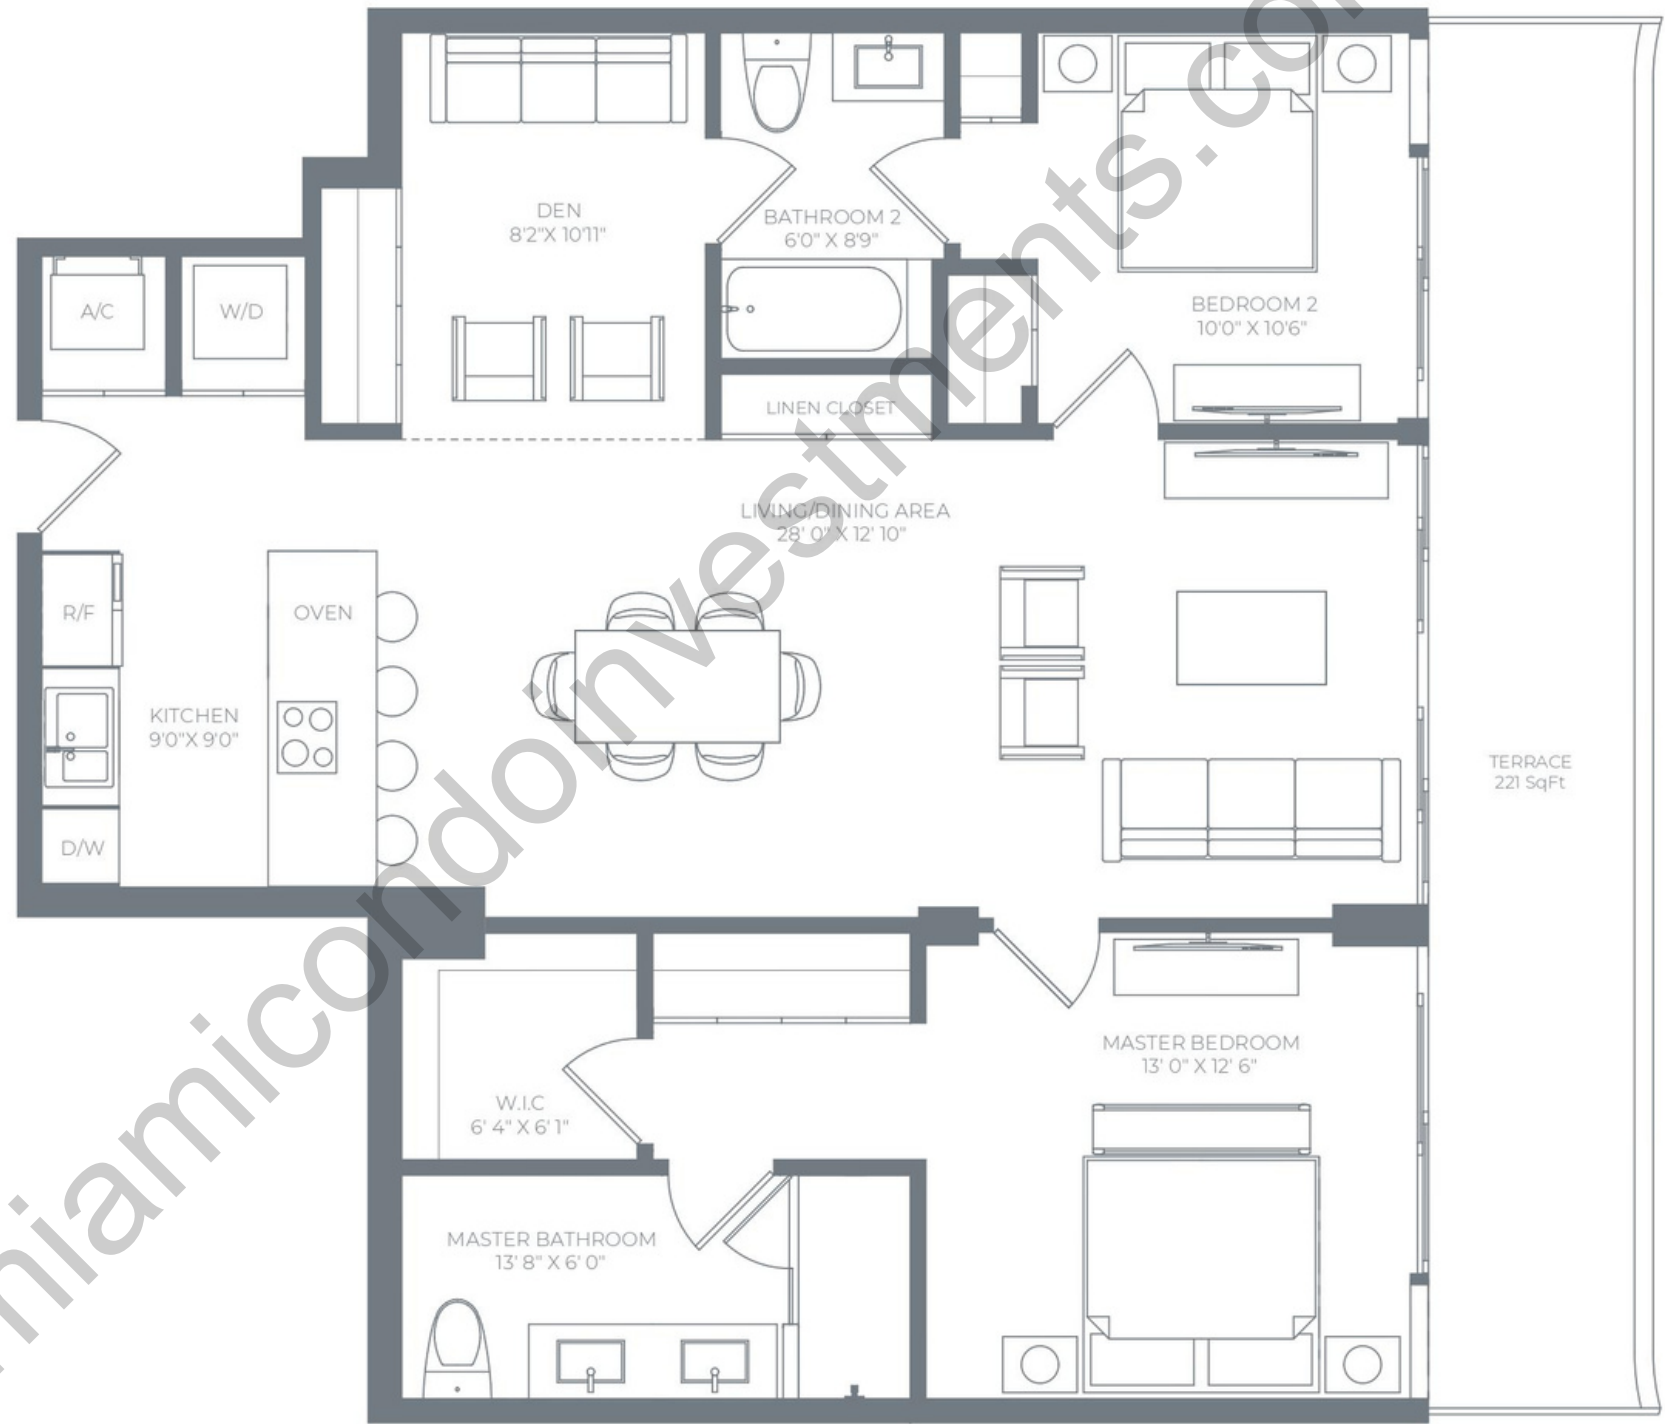 DEN
8'2"X 10'11"
BATHROOM 2
6'0" X 8'9"
A/C
W/D
BEDROOM 2
10'0" X 10'6"
LINEN CLOSET
LIVING/DINING AREA
28' 0" X 12' 10"
R/F
OVEN
KITCHEN
9'0"X 9'0"
D/W
TERRACE
221 SqFt
MASTER BEDROOM
13' 0" X 12' 6"
W.I.C
6' 4" X 6' 1"
MASTER BATHROOM
13' 8" X 6' 0"
miamicondoinvestments.com